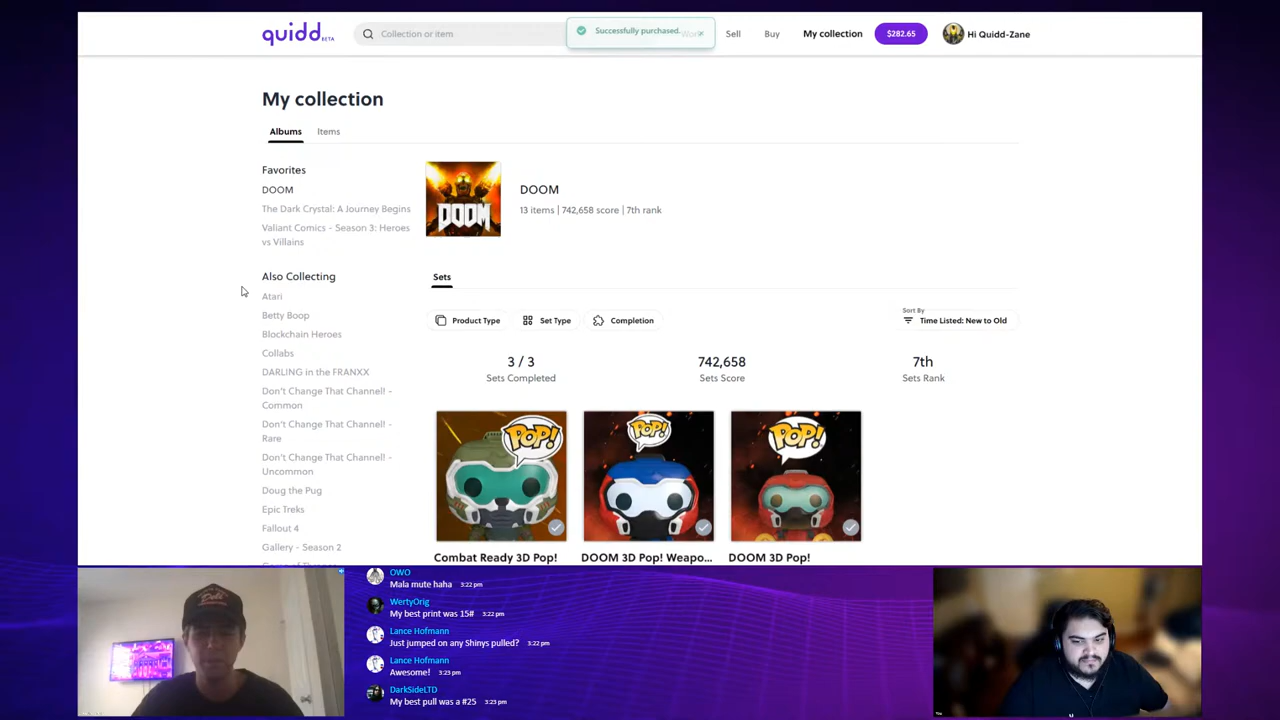 quidd BETA
Collection or item
Successfully purchased.
Sell
Buy
My collection
$282.65
Hi Quidd-Zane
My collection
Albums
Items
Favorites
DOOM
The Dark Crystal: A Journey Begins
Valiant Comics - Season 3: Heroes
vs Villains
Also Collecting
Atari
Betty Boop
Blockchain Heroes
Collabs
DARLING in the FRANXX
Don't Change That Channel! -
Common
Don't Change That Channel! -
Rare
Don't Change That Channel! -
Uncommon
Doug the Pug
Epic Treks
Fallout 4
Gallery - Season 2
DOOM
DOOM
13 items | 742,658 score | 7th rank
Sets
Product Type
Set Type
Completion
Sort By
Time Listed: New to Old
3 / 3
Sets Completed
742,658
Sets Score
7th
Sets Rank
POP!
POP!
POP!
Combat Ready 3D Pop!
DOOM 3D Pop! Weapo...
DOOM 3D Pop!
OWO
Mala mute haha 3:22 pm
WertyOrig
My best print was 15# 3:22 pm
Lance Hofmann
Just jumped on any Shinys pulled? 3:22 pm
Lance Hofmann
Awesome! 3:23 pm
DarkSideLTD
My best pull was a #25 3:23 pm